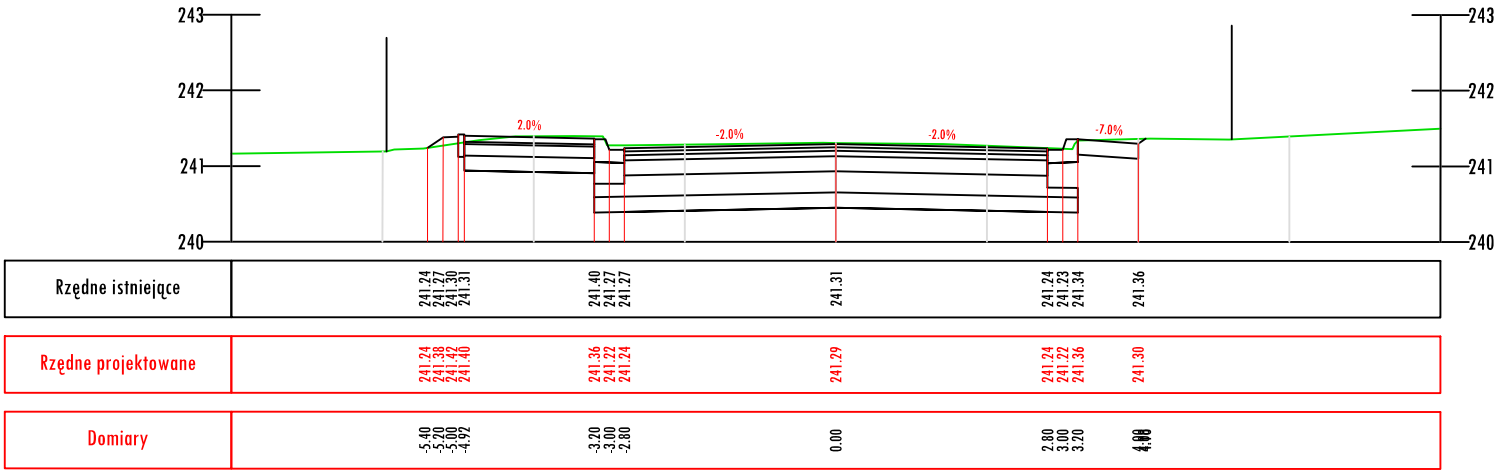 243 243
242 242
2.0% -2.0% -2.0% -7.0%
241 241
240 240
Rzędne istniejące 241.24 241.27 241.30 241.31 241.40 241.27 241.27 241.31 241.24 241.23 241.34 241.36
Rzędne projektowane 241.24 241.38 241.42 241.40 241.36 241.22 241.24 241.29 241.24 241.22 241.36 241.30
Domiary -5.40 -5.20 -5.00 -4.92 -3.20 -3.00 -2.80 0.00 2.80 3.00 3.20